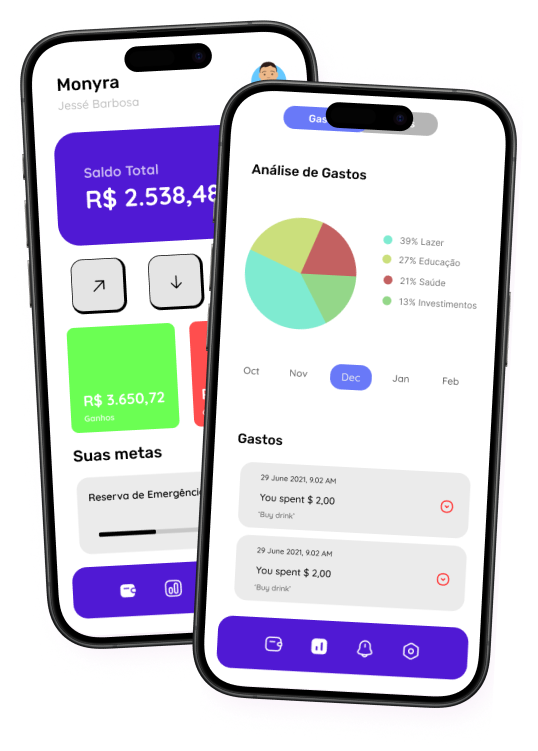 Monyra
Jessé Barbosa
Saldo Total
R$ 2.538,48
R$ 3.650,72
Ganhos
Suas metas
Reserva de Emergênci
Gas
Análise de Gastos
39% Lazer
27% Educação
21% Saúde
13% Investimentos
Oct Nov Dec Jan Feb
Gastos
29 June 2021, 9.02 AM
You spent $ 2,00
'Buy drink'
29 June 2021, 9.02 AM
You spent $ 2,00
'Buy drink'